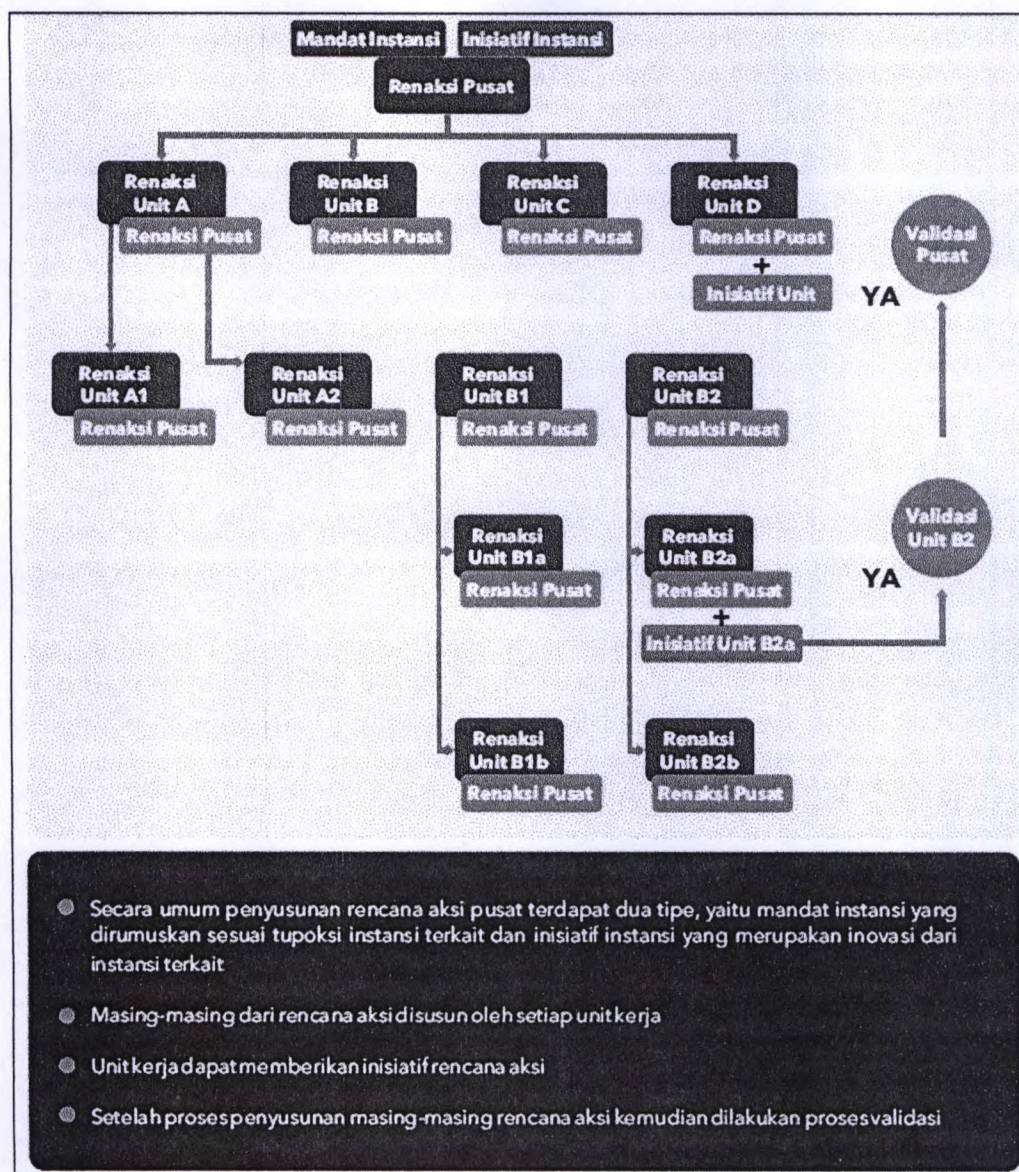 Mandat Instansi Inisiatif Instansi
Renaksi Pusat
Renaksi
Unit A
Renaksi Pusat
Renaksi
Unit B
Renaksi Pusat
Renaksi
Unit C
Renaksi Pusat
Renaksi
Unit D
Renaksi Pusat
+
Inisiatif Unit
Validasi
Pusat
YA
Renaksi
Unit A1
Renaksi Pusat
Renaksi
Unit A2
Renaksi Pusat
Renaksi
Unit B1
Renaksi Pusat
Renaksi
Unit B2
Renaksi Pusat
Validasi
Unit B2
YA
Renaksi
Unit B1a
Renaksi Pusat
Renaksi
Unit B2a
Renaksi Pusat
+
Inisiatif Unit B2a
Renaksi
Unit B1b
Renaksi Pusat
Renaksi
Unit B2b
Renaksi Pusat
Secara umum penyusunan rencana aksi pusat terdapat dua tipe, yaitu mandat instansi yang
dirumuskan sesuai tupoksi instansi terkait dan inisiatif instansi yang merupakan inovasi dari
instansi terkait
Masing-masing dari rencana aksi disusun oleh setiap unit kerja
Unit kerja dapat memberikan inisiatif rencana aksi
Setelah proses penyusunan masing-masing rencana aksi kemudian dilakukan proses validasi